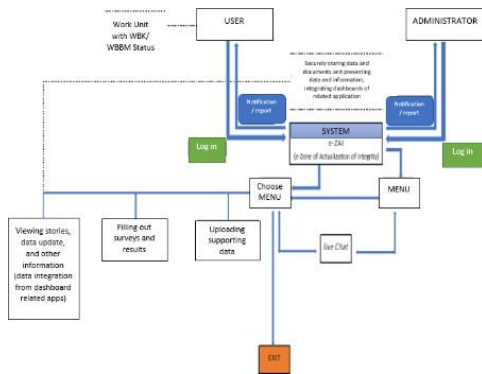 USER
ADMINISTRATOR
Work Unit
with WBK/
WBBM Status
Securely storing data and
documents and presenting
data and information,
integrating dashboards of
related application
Notification
/ report
Notification
/ report
Log in
Log in
SYSTEM
e-ZAI
(e-Zone of Actualization of Integrity)
Choose
MENU
MENU
Viewing stories,
data update,
and other
information
(data integration
from dashboard
related apps)
Filling out
surveys and
results
Uploading
supporting
data
live Chat
EXIT